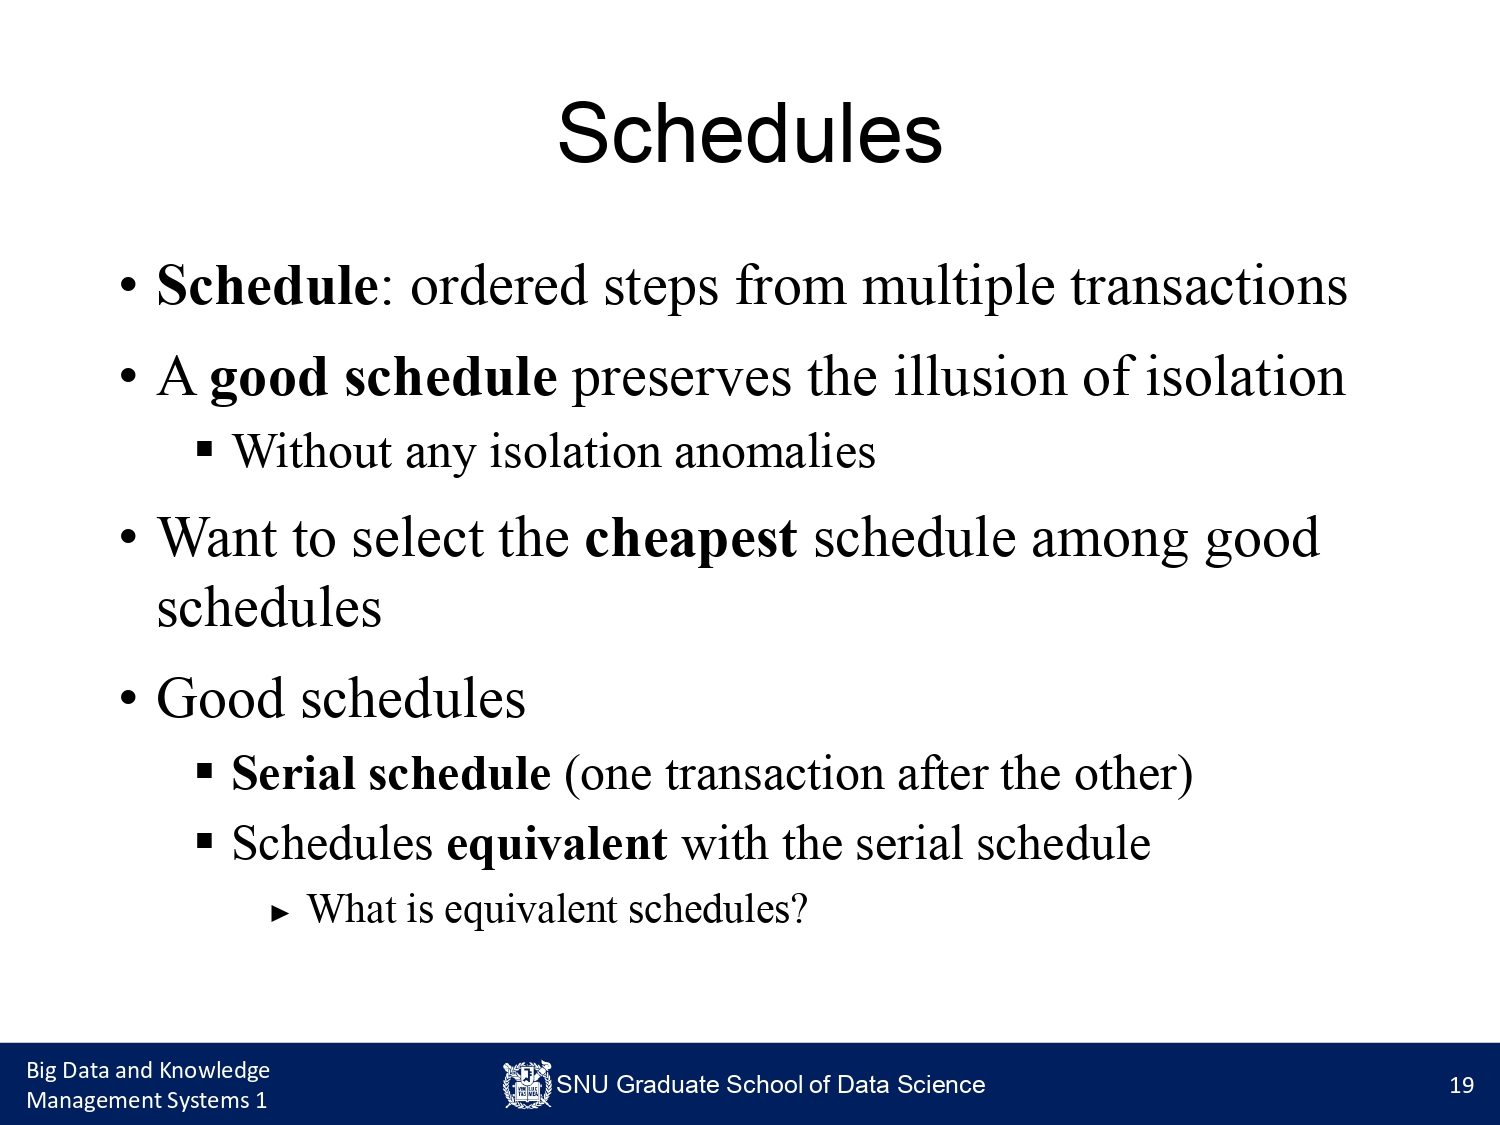 Schedules
• Schedule: ordered steps from multiple transactions
• A good schedule preserves the illusion of isolation
▪ Without any isolation anomalies
• Want to select the cheapest schedule among good
schedules
• Good schedules
▪ Serial schedule (one transaction after the other)
▪ Schedules equivalent with the serial schedule
► What is equivalent schedules?
Big Data and Knowledge
Management Systems 1
SNU Graduate School of Data Science
19